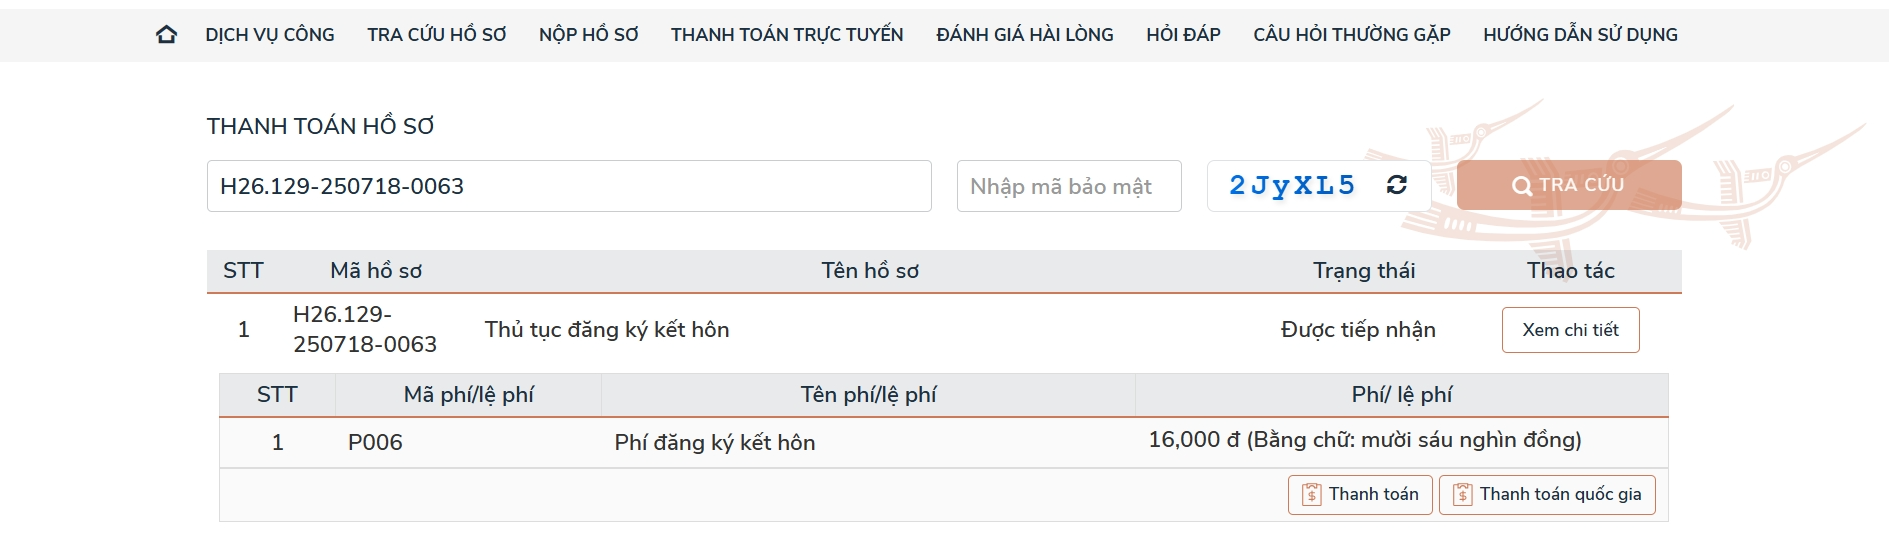 DỊCH VỤ CÔNG TRA CỨU HỒ SƠ NỘP HỒ SƠ THANH TOÁN TRỰC TUYẾN ĐÁNH GIÁ HÀI LÒNG HỎI ĐÁP CÂU HỎI THƯỜNG GẶP HƯỚNG DẪN SỬ DỤNG
THANH TOÁN HỒ SƠ
H26.129-250718-0063 Nhập mã bảo mật 2JyXL5 TRA CỨU
STT Mã hồ sơ Tên hồ sơ Trạng thái Thao tác
1 H26.129-250718-0063 Thủ tục đăng ký kết hôn Được tiếp nhận Xem chi tiết
STT Mã phí/lệ phí Tên phí/lệ phí Phí/ lệ phí
1 P006 Phí đăng ký kết hôn 16,000 đ (Bằng chữ: mười sáu nghìn đồng)
Thanh toán Thanh toán quốc gia